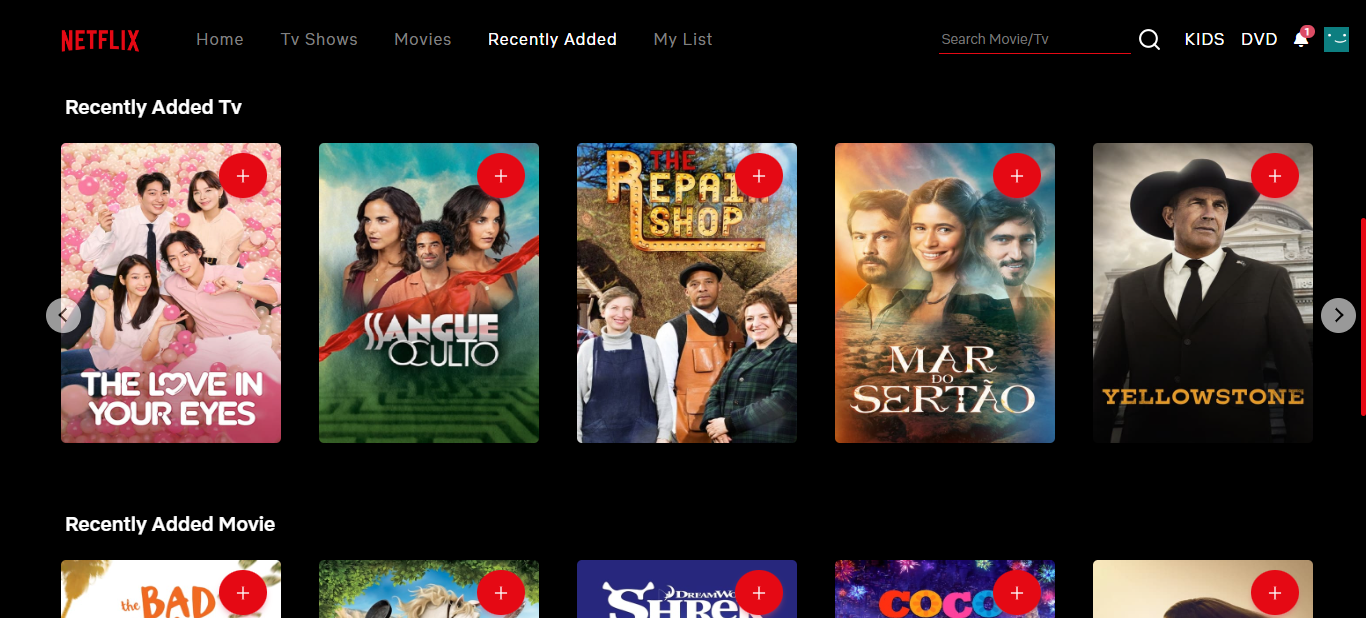 NETFLIX
Home
Tv Shows
Movies
Recently Added
My List
Search Movie/Tv
KIDS
DVD
1
Recently Added Tv
THE LOVE IN
YOUR EYES
SANGUE
OCULTO
THE
REPAIR
SHOP
MAR
DO
SERTÃO
YELLOWSTONE
Recently Added Movie
the BAD
DREAMWO
SHREK
COCO